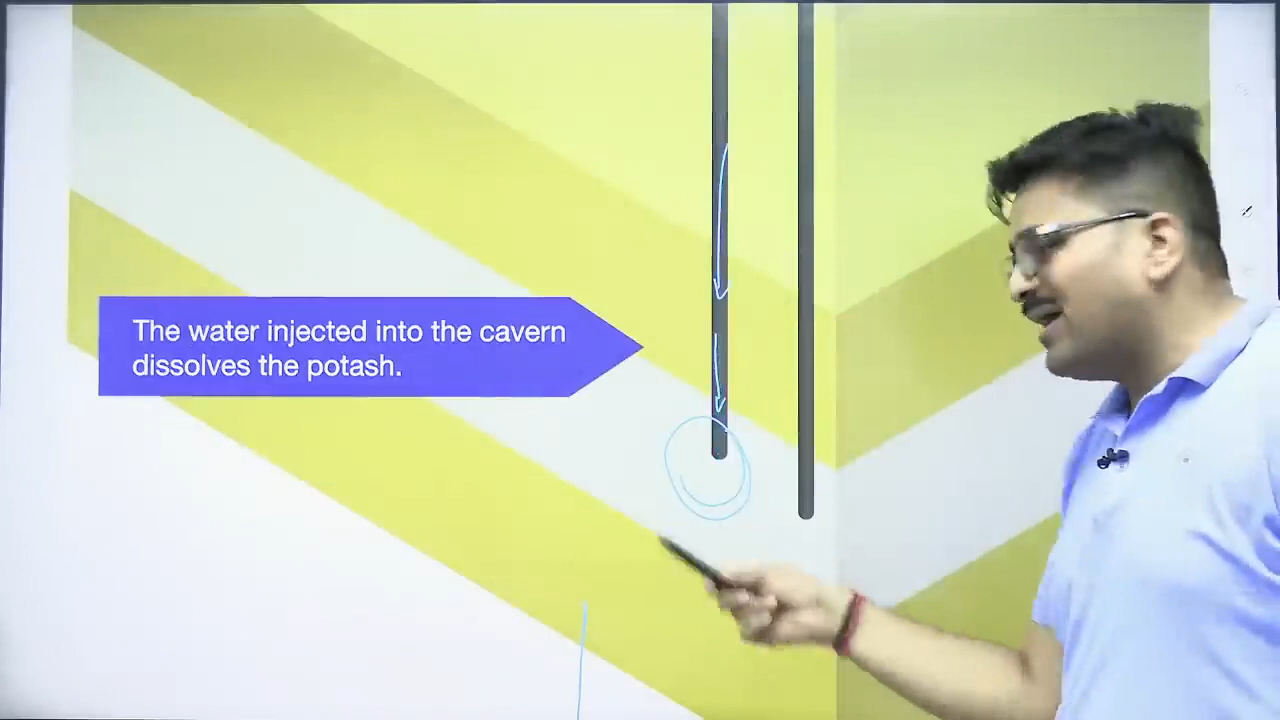 The water injected into the cavern
dissolves the potash.